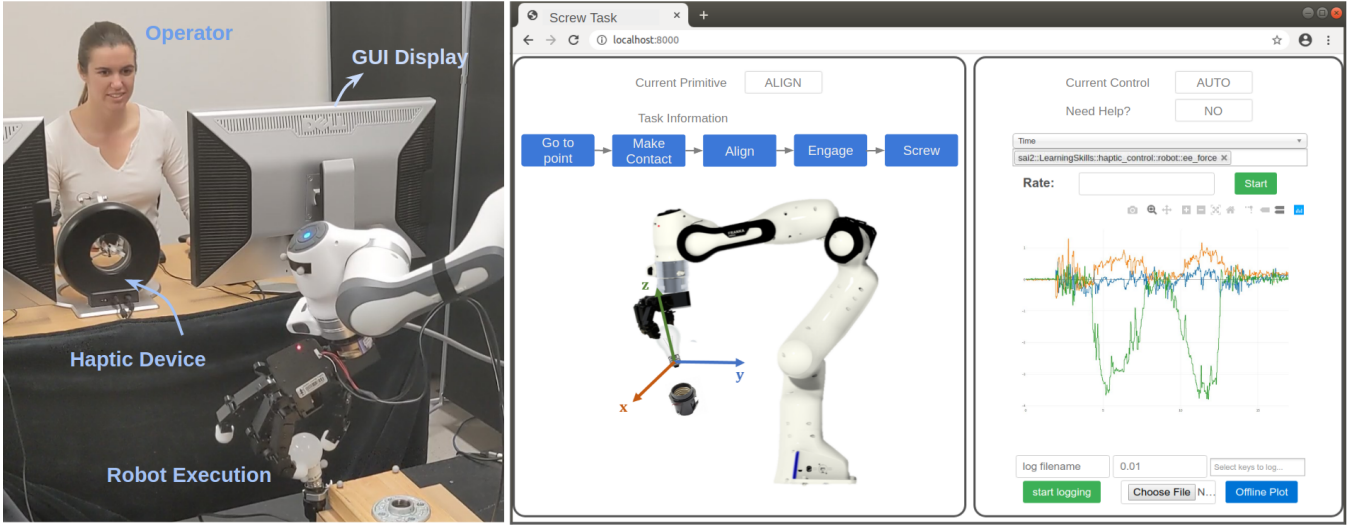 Operator
GUI Display
Haptic Device
Robot Execution
Screw Task
localhost:8000
Current Primitive
ALIGN
Task Information
Go to
point
Make
Contact
Align
Engage
Screw
z
y
x
Current Control
AUTO
Need Help?
NO
Time
sai2::LearningSkills::haptic_control::robot::ee_force
Rate:
Start
log filename
0.01
Select keys to log...
start logging
Choose File
N...
Offline Plot